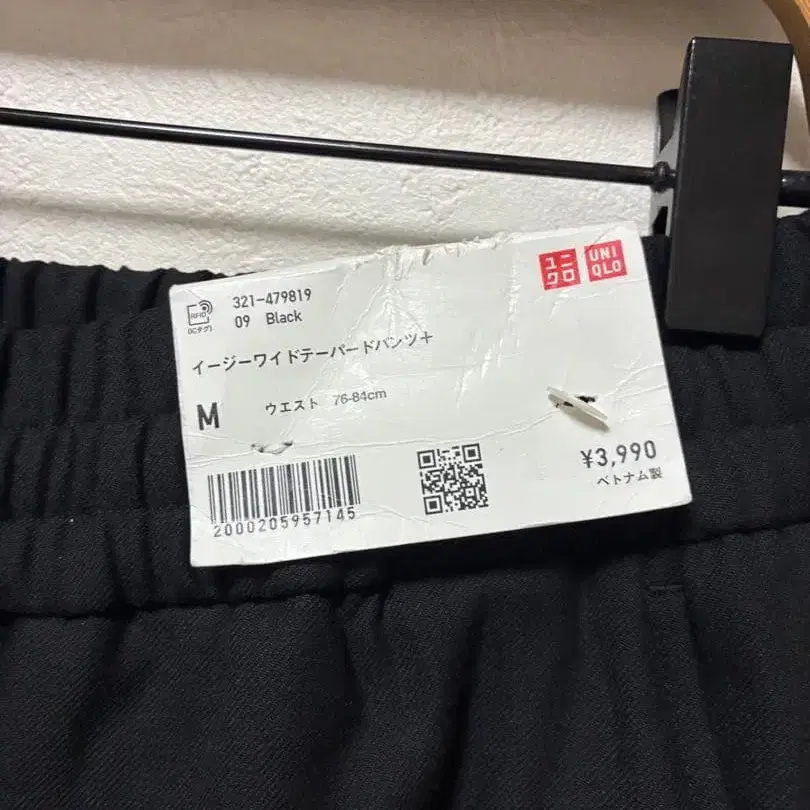 ユニ
クロ
UNI
QLO
RFID
(ICタグ)
321-479819
09 Black
イージーワイドテーパードパンツ+
M ウエスト 76-84cm
2000205957145
¥3,990
ベトナム製